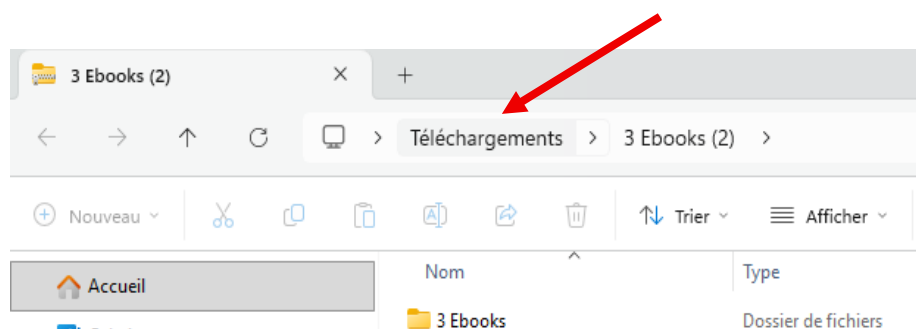 3 Ebooks (2)
Téléchargements > 3 Ebooks (2) >
Nouveau Trier Afficher
Accueil
Nom Type
3 Ebooks Dossier de fichiers